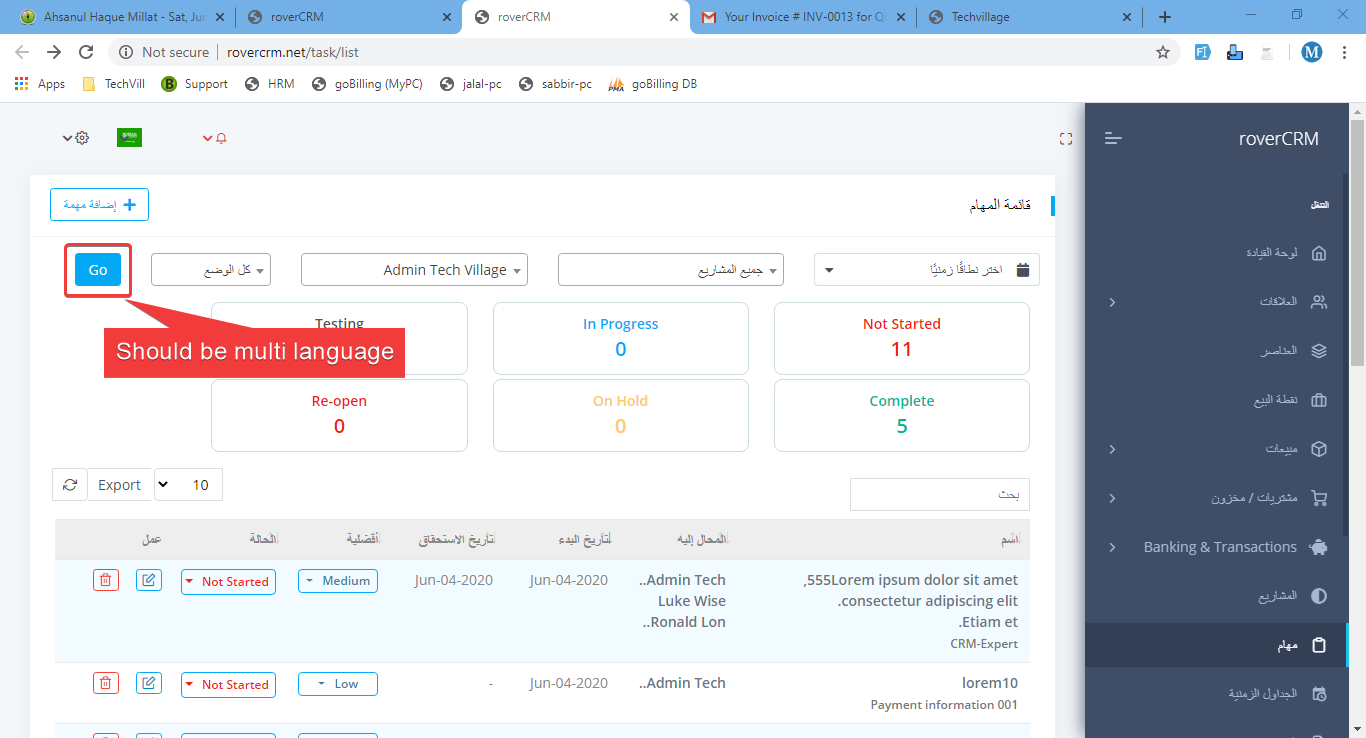 Ahsanul Haque Millat - Sat, Jun
roverCRM
roverCRM
Your Invoice # INV-0013 for Qu
Techvillage
Not secure
rovercrm.net/task/list
M
Apps
TechVill
B Support
HRM
goBilling (MyPC)
jalal-pc
sabbir-pc
goBilling DB
roverCRM
التنقل
لوحة القيادة
العلاقات
العناصر
نقطة البيع
مبيعات
مشتريات / مخزون
Banking & Transactions
المشاريع
مهام
الجداول الزمنية
قائمة المهام
إضافة مهمة
اختر نطاقًا زمنيًا
جميع المشاريع
Admin Tech Village
كل الوضع
Go
Should be multi language
Not Started
11
In Progress
0
Testing
Complete
5
On Hold
0
Re-open
0
10
Export
بحث
اسْم
المحال إليه
تأريخ البدء
تاريخ الاستحقاق
أفضلية
الحالة
عمل
,555Lorem ipsum dolor sit amet
.consectetur adipiscing elit
.Etiam et
CRM-Expert
..Admin Tech
Luke Wise
..Ronald Lon
Jun-04-2020
Jun-04-2020
Medium
Not Started
lorem10
Payment information 001
..Admin Tech
Jun-04-2020
-
Low
Not Started